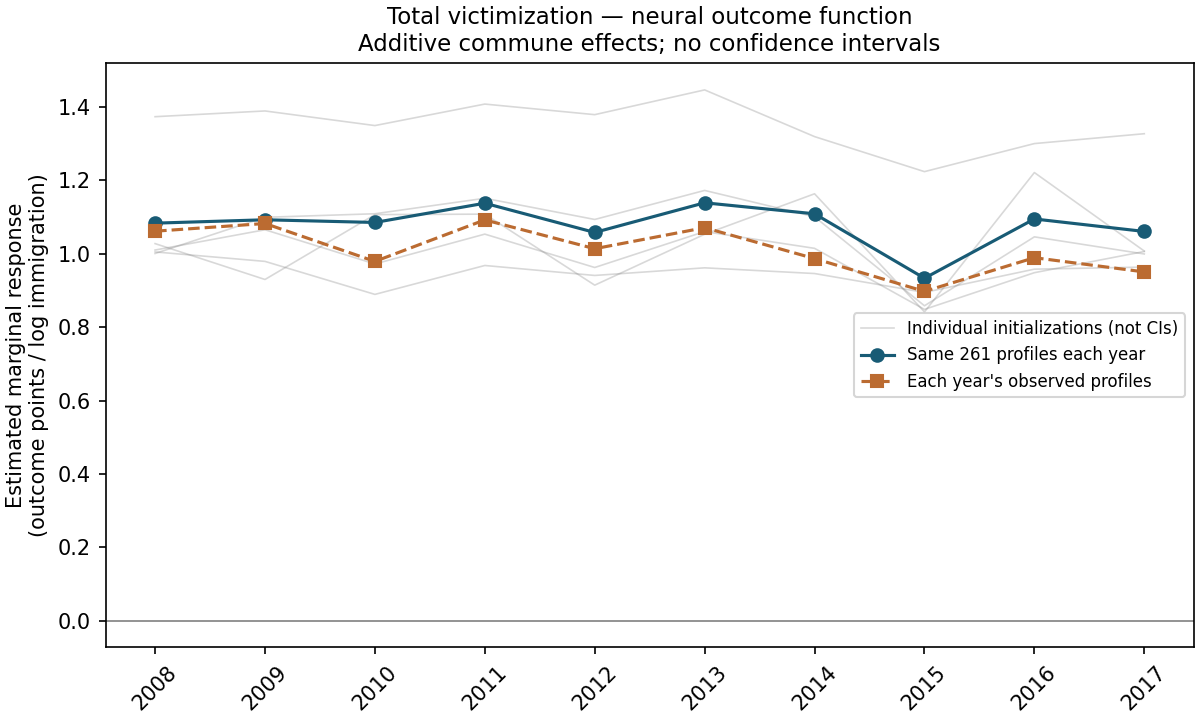 Total victimization — neural outcome function
Additive commune effects; no confidence intervals
Estimated marginal response
(outcome points / log immigration)
1.4
1.2
1.0
0.8
0.6
0.4
0.2
0.0
Individual initializations (not CIs)
Same 261 profiles each year
Each year's observed profiles
2008
2009
2010
2011
2012
2013
2014
2015
2016
2017